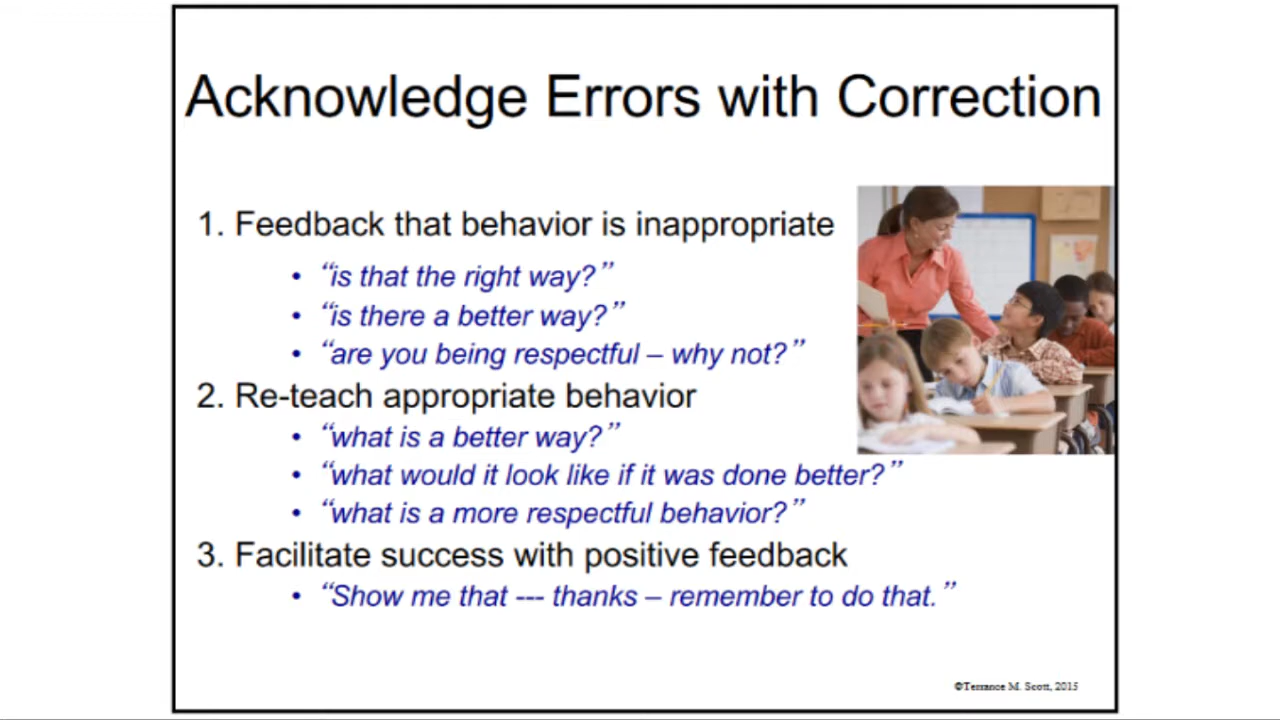 Acknowledge Errors with Correction
1. Feedback that behavior is inappropriate
• “is that the right way?”
• “is there a better way?”
• “are you being respectful – why not?”
2. Re-teach appropriate behavior
• “what is a better way?”
• “what would it look like if it was done better?”
• “what is a more respectful behavior?”
3. Facilitate success with positive feedback
• “Show me that --- thanks – remember to do that.”
©Terrance M. Scott, 2015